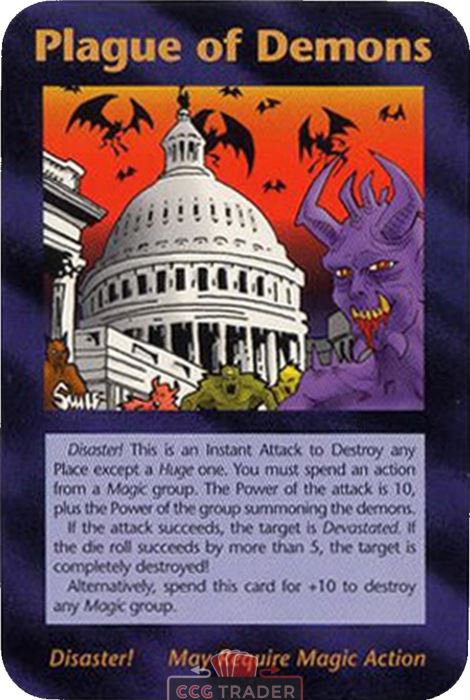 Plague of Demons
SMIF
Disaster! This is an Instant Attack to Destroy any
Place except a Huge one. You must spend an action
from a Magic group. The Power of the attack is 10,
plus the Power of the group summoning the demons.
If the attack succeeds, the target is Devastated. If
the die roll succeeds by more than 5, the target is
completely destroyed!
Alternatively, spend this card for +10 to destroy
any Magic group.
Disaster! May Require Magic Action
CCG TRADER